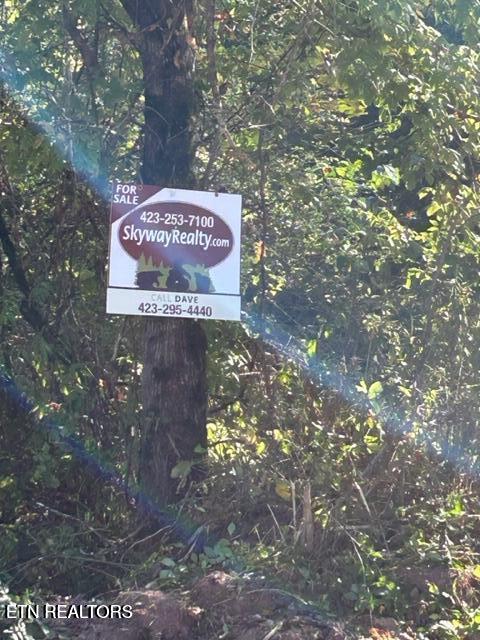 FOR
SALE
423-253-7100
SkywayRealty.com
CALL DAVE
423-295-4440
ETN REALTORS